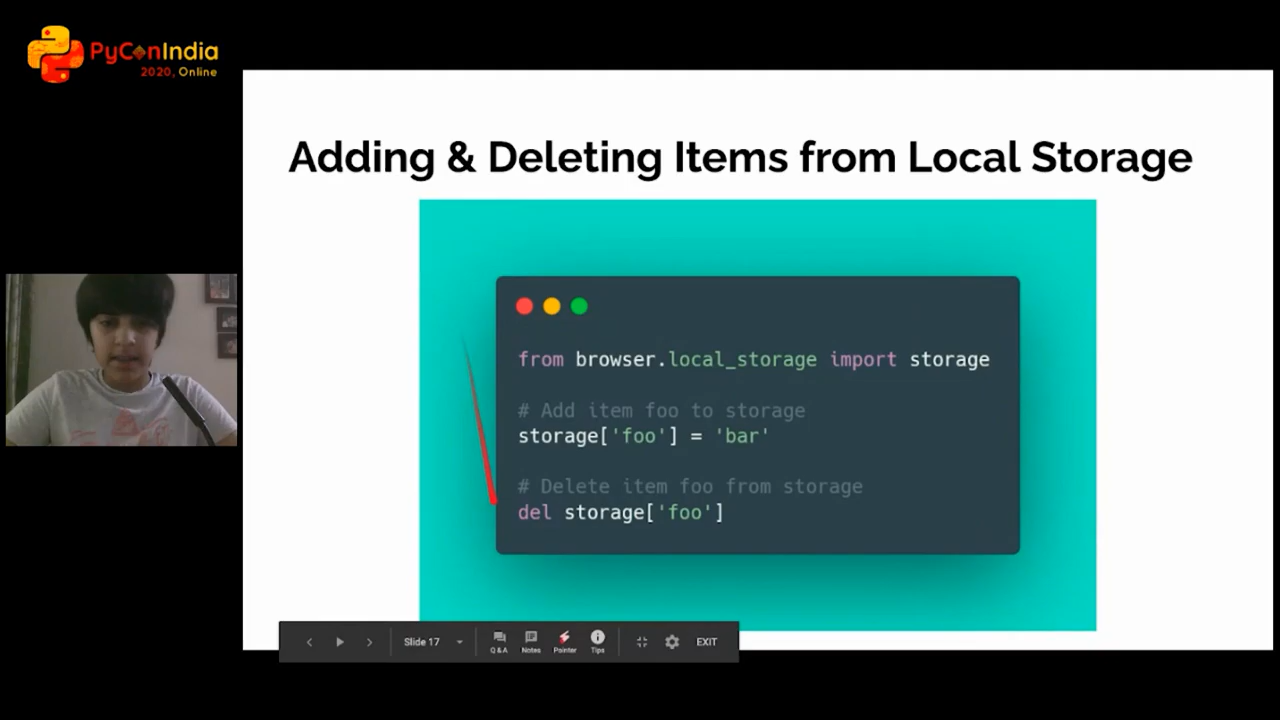 PyConIndia
2020, Online
Adding & Deleting Items from Local Storage
from browser.local_storage import storage
# Add item foo to storage
storage['foo'] = 'bar'
# Delete item foo from storage
del storage['foo']
Slide 17
Q&A
Notes
Pointer
Tips
EXIT